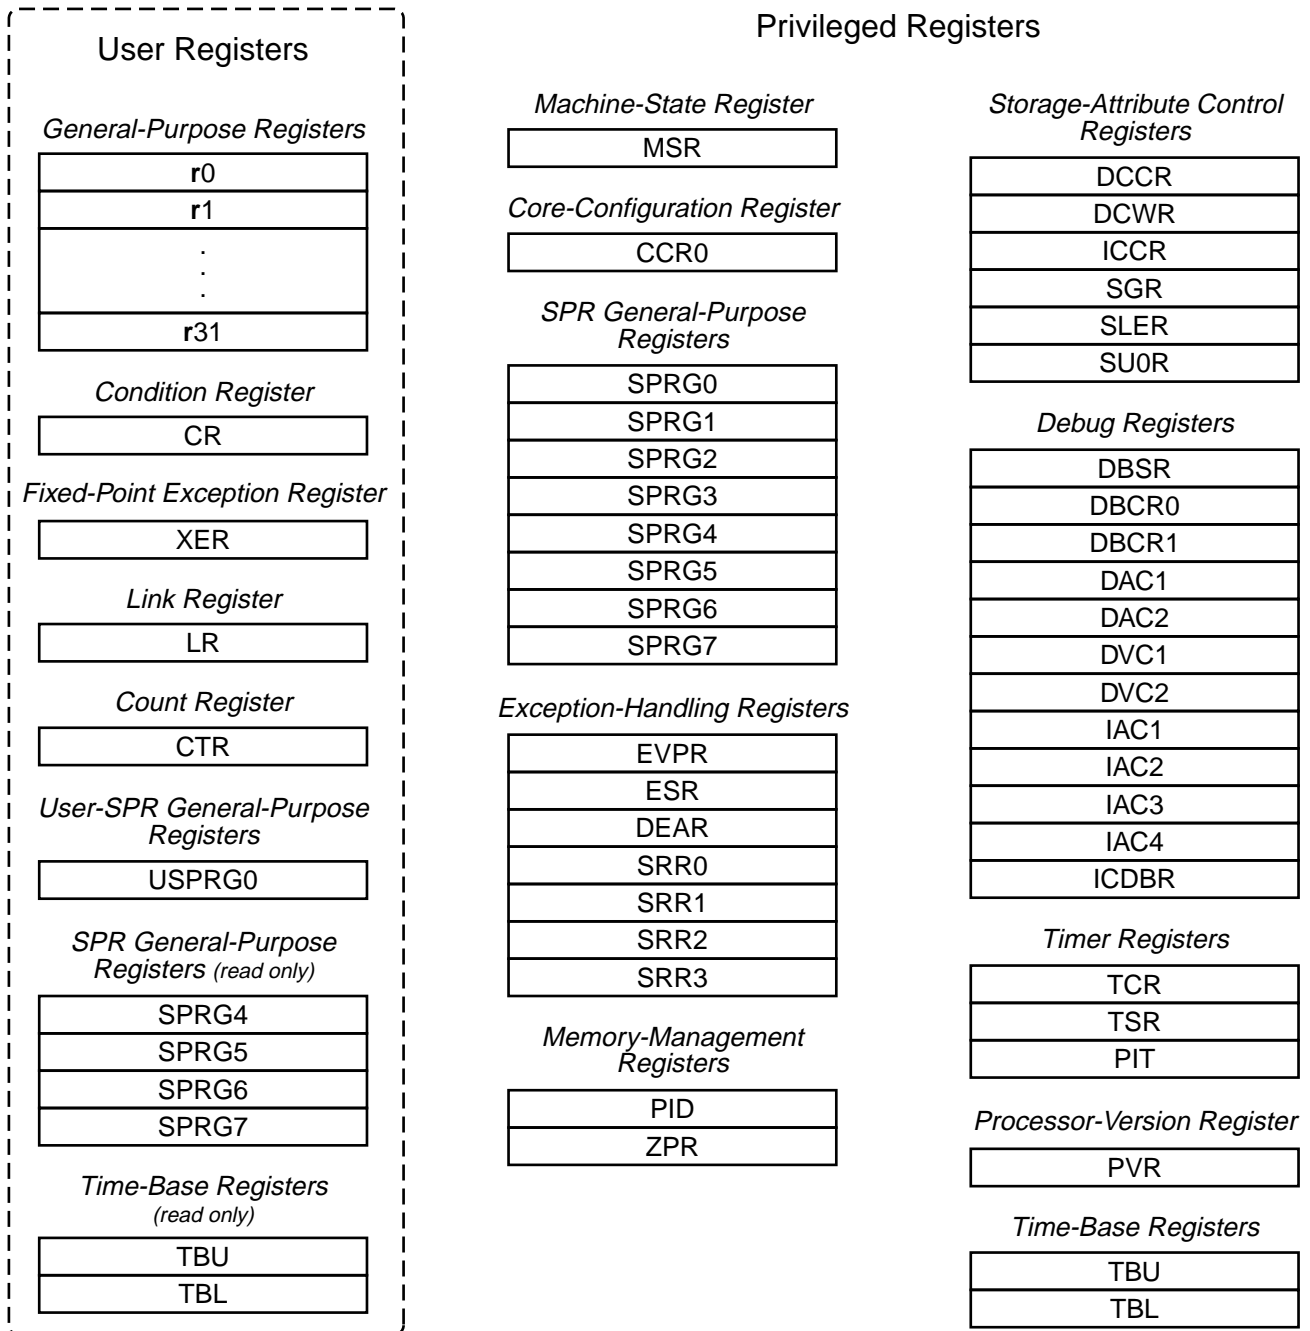 User Registers
General-Purpose Registers
r0
r1
.
.
.
r31
Condition Register
CR
Fixed-Point Exception Register
XER
Link Register
LR
Count Register
CTR
User-SPR General-Purpose
Registers
USPRG0
SPR General-Purpose
Registers (read only)
SPRG4
SPRG5
SPRG6
SPRG7
Time-Base Registers
(read only)
TBU
TBL
Privileged Registers
Machine-State Register
MSR
Core-Configuration Register
CCR0
SPR General-Purpose
Registers
SPRG0
SPRG1
SPRG2
SPRG3
SPRG4
SPRG5
SPRG6
SPRG7
Exception-Handling Registers
EVPR
ESR
DEAR
SRR0
SRR1
SRR2
SRR3
Memory-Management
Registers
PID
ZPR
Storage-Attribute Control
Registers
DCCR
DCWR
ICCR
SGR
SLER
SU0R
Debug Registers
DBSR
DBCR0
DBCR1
DAC1
DAC2
DVC1
DVC2
IAC1
IAC2
IAC3
IAC4
ICDBR
Timer Registers
TCR
TSR
PIT
Processor-Version Register
PVR
Time-Base Registers
TBU
TBL